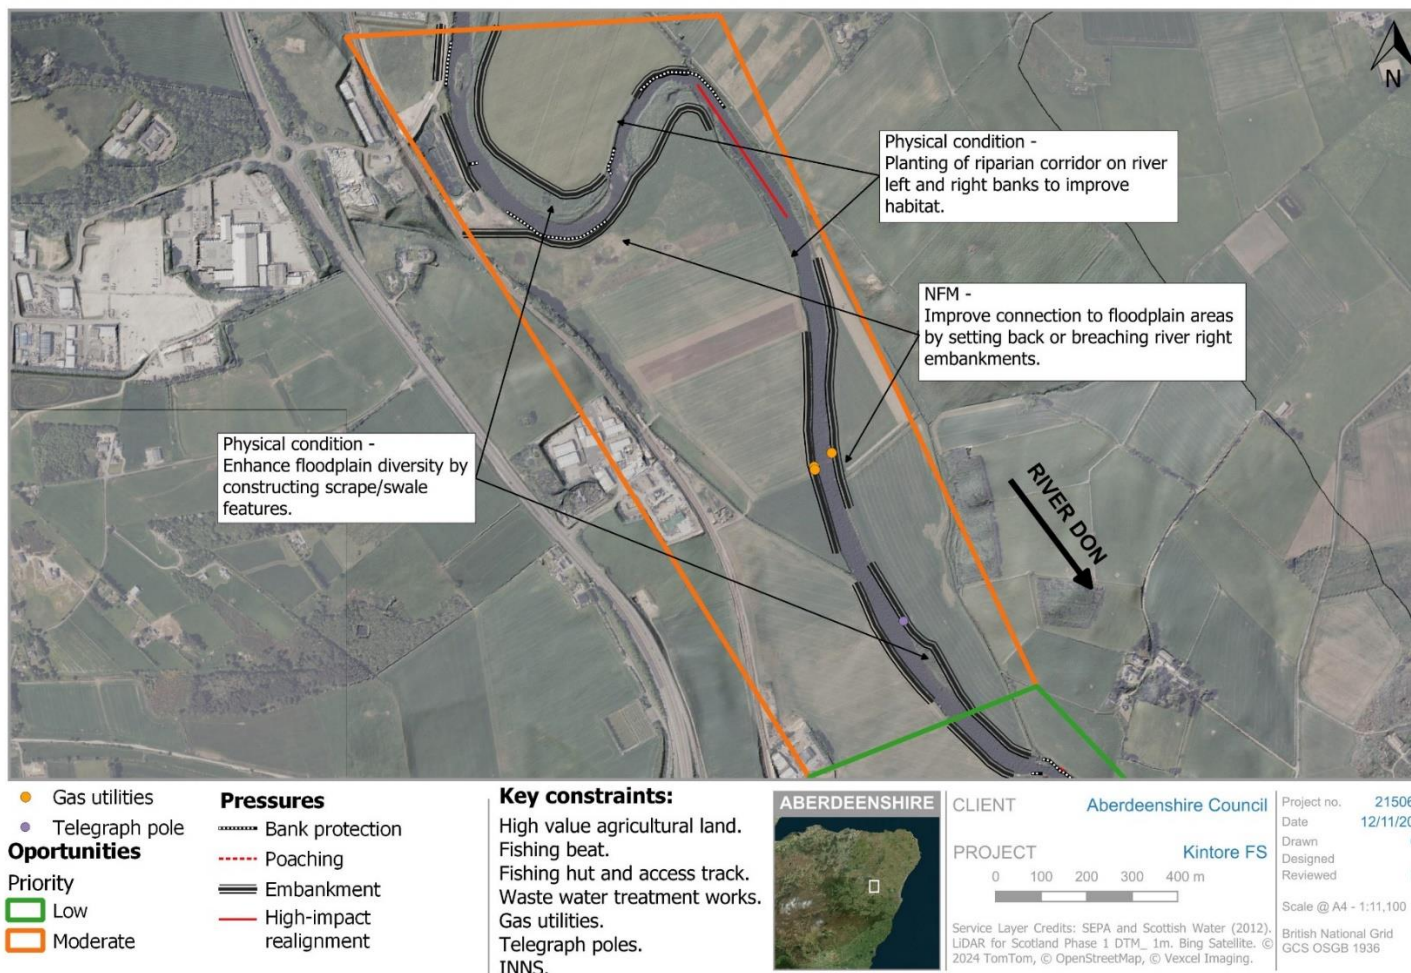 N
Physical condition -
Planting of riparian corridor on river
left and right banks to improve
habitat.
NFM -
Improve connection to floodplain areas
by setting back or breaching river right
embankments.
Physical condition -
Enhance floodplain diversity by
constructing scrape/swale
features.
RIVER DON
Gas utilities
Telegraph pole
Oportunities
Priority
Low
Moderate
Pressures
Bank protection
Poaching
Embankment
High-impact
realignment
Key constraints:
High value agricultural land.
Fishing beat.
Fishing hut and access track.
Waste water treatment works.
Gas utilities.
Telegraph poles.
INNS.
ABERDEENSHIRE
CLIENT Aberdeenshire Council
PROJECT Kintore FS
0 100 200 300 400 m
Service Layer Credits: SEPA and Scottish Water (2012).
LiDAR for Scotland Phase 1 DTM_ 1m. Bing Satellite. ©
2024 TomTom, © OpenStreetMap, © Vexcel Imaging.
Project no. 21506
Date 12/11/20
Drawn
Designed
Reviewed
Scale @ A4 - 1:11,100
British National Grid
GCS OSGB 1936